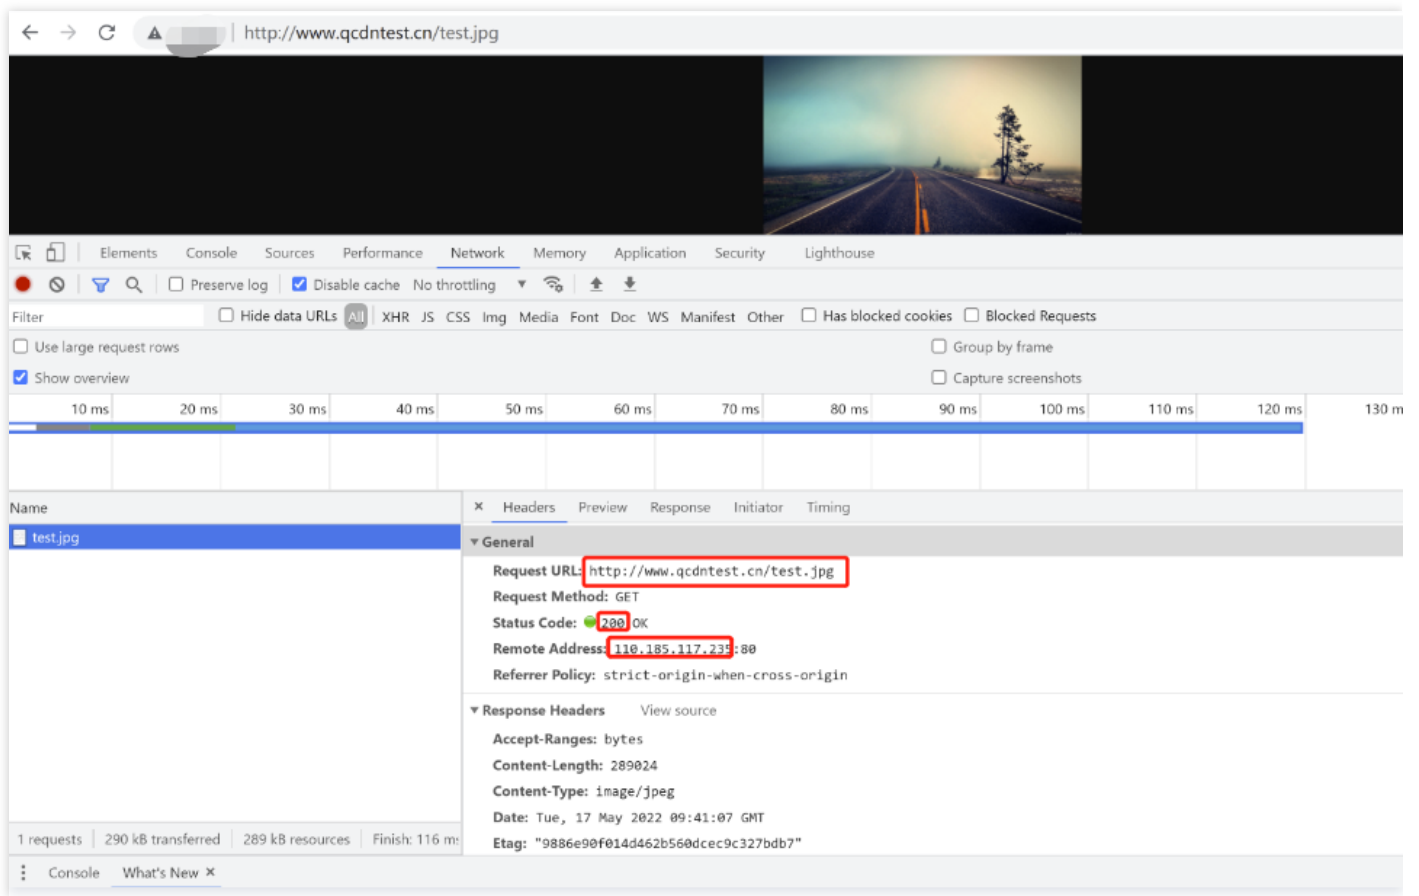 http://www.qcdntest.cn/test.jpg
Elements Console Sources Performance Network Memory Application Security Lighthouse
Preserve log Disable cache No throttling
Filter Hide data URLs All XHR JS CSS Img Media Font Doc WS Manifest Other Has blocked cookies Blocked Requests
Use large request rows Group by frame
Show overview Capture screenshots
10 ms 20 ms 30 ms 40 ms 50 ms 60 ms 70 ms 80 ms 90 ms 100 ms 110 ms 120 ms 130 m
Name × Headers Preview Response Initiator Timing
test.jpg
General
Request URL: http://www.qcdntest.cn/test.jpg
Request Method: GET
Status Code: 200 OK
Remote Address: 110.185.117.235:80
Referrer Policy: strict-origin-when-cross-origin
Response Headers View source
Accept-Ranges: bytes
Content-Length: 289024
Content-Type: image/jpeg
Date: Tue, 17 May 2022 09:41:07 GMT
Etag: "9886e90f014d462b560dcec9c327bdb7"
1 requests 290 kB transferred 289 kB resources Finish: 116 ms
Console What's New ×